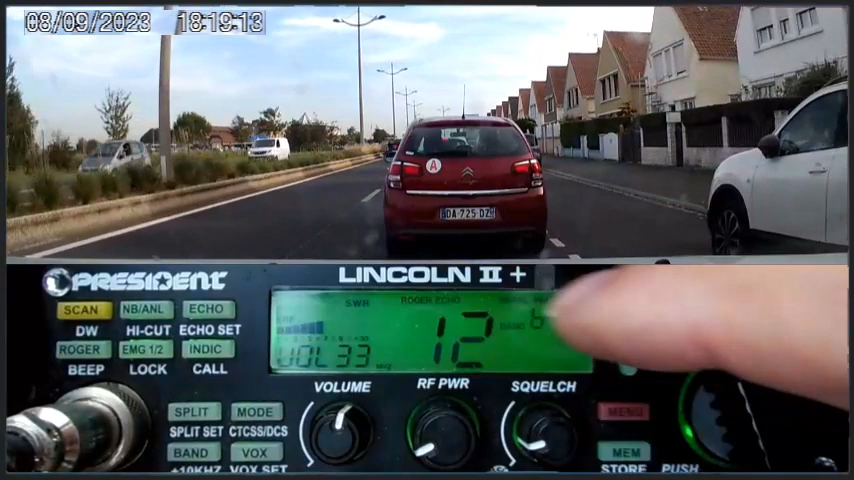 08/09/2023 18:19:13
A
DA 725 DZ
PRESIDENT
LINCOLN II +
SCAN NB/ANL ECHO
DW HI-CUT ECHO SET
ROGER EMG 1/2 INDIC
BEEP LOCK CALL
SPLIT MODE
SPLIT SET CTCSS/DCS
BAND VOX
+10KHZ VOX SET
SWR ROGER ECHO
12
BAND
VOL 33
VOLUME RF PWR SQUELCH
MENU
MEM
STORE PUSH